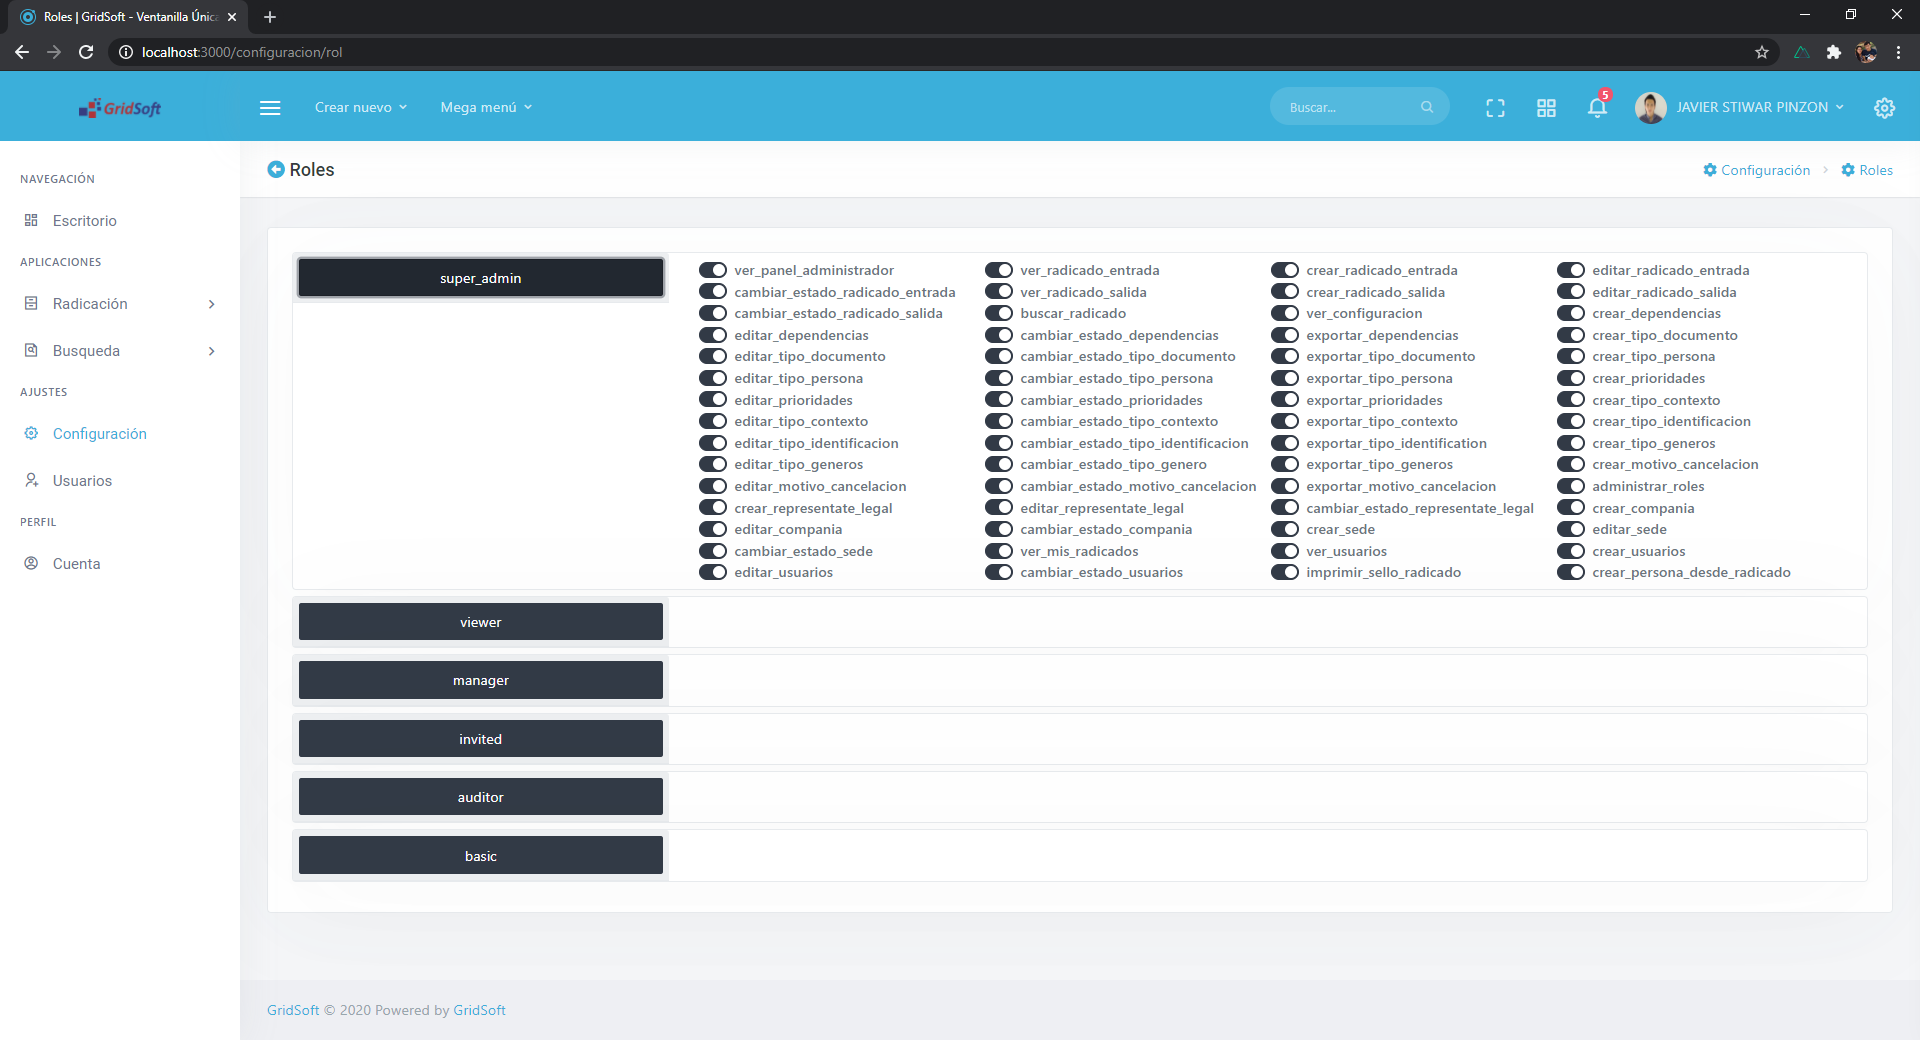 Roles | GridSoft - Ventanilla Única
localhost:3000/configuracion/rol
GridSoft
Crear nuevo
Mega menú
Buscar...
5
JAVIER STIWAR PINZON
NAVEGACIÓN
Escritorio
APLICACIONES
Radicación
Busqueda
AJUSTES
Configuración
Usuarios
PERFIL
Cuenta
Roles
Configuración > Roles
super_admin
ver_panel_administrador ver_radicado_entrada crear_radicado_entrada editar_radicado_entrada
cambiar_estado_radicado_entrada ver_radicado_salida crear_radicado_salida editar_radicado_salida
cambiar_estado_radicado_salida buscar_radicado ver_configuracion crear_dependencias
editar_dependencias cambiar_estado_dependencias exportar_dependencias crear_tipo_documento
editar_tipo_documento cambiar_estado_tipo_documento exportar_tipo_documento crear_tipo_persona
editar_tipo_persona cambiar_estado_tipo_persona exportar_tipo_persona crear_prioridades
editar_prioridades cambiar_estado_prioridades exportar_prioridades crear_tipo_contexto
editar_tipo_contexto cambiar_estado_tipo_contexto exportar_tipo_contexto crear_tipo_identificacion
editar_tipo_identificacion cambiar_estado_tipo_identificacion exportar_tipo_identification crear_tipo_generos
editar_tipo_generos cambiar_estado_tipo_genero exportar_tipo_generos crear_motivo_cancelacion
editar_motivo_cancelacion cambiar_estado_motivo_cancelacion exportar_motivo_cancelacion administrar_roles
crear_representate_legal editar_representate_legal cambiar_estado_representate_legal crear_compania
editar_compania cambiar_estado_compania crear_sede editar_sede
cambiar_estado_sede ver_mis_radicados ver_usuarios crear_usuarios
editar_usuarios cambiar_estado_usuarios imprimir_sello_radicado crear_persona_desde_radicado
viewer
manager
invited
auditor
basic
GridSoft © 2020 Powered by GridSoft